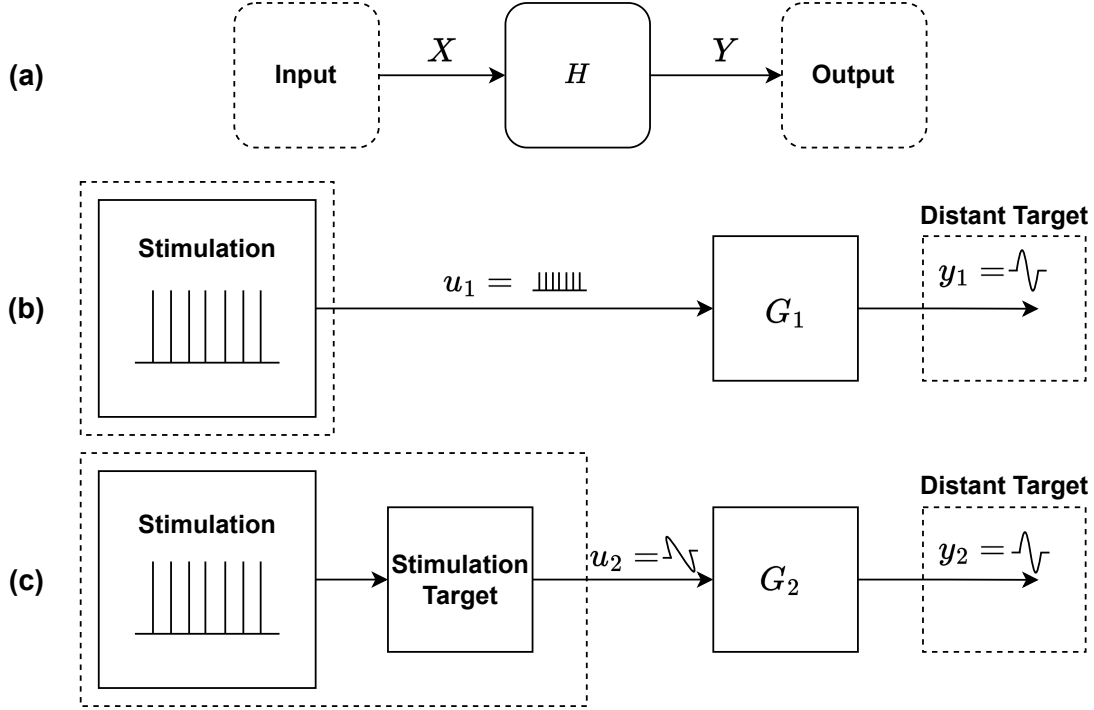 (a)
Input
X
H
Y
Output
(b)
Stimulation
u₁ =
G₁
Distant Target
y₁ =
(c)
Stimulation
Stimulation
Target
u₂ =
G₂
Distant Target
y₂ =